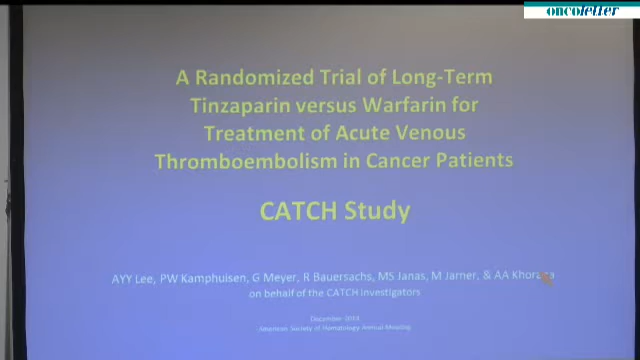 oncoletter
A Randomized Trial of Long-Term
Tinzaparin versus Warfarin for
Treatment of Acute Venous
Thromboembolism in Cancer Patients
CATCH Study
AYY Lee, PW Kamphuisen, G Meyer, R Bauersachs, MS Janas, M Jarner, & AA Khorana
on behalf of the CATCH Investigators
December
American Society of Hematology Annual Meeting